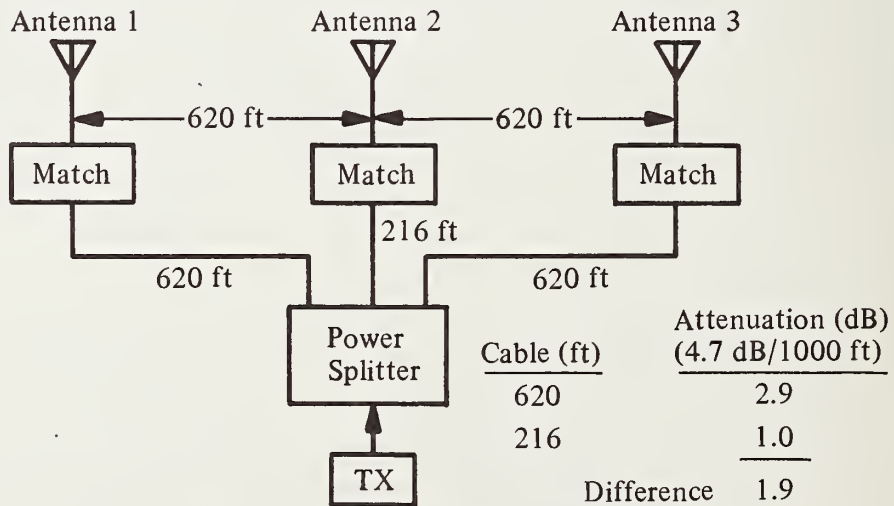 Antenna 1 Antenna 2 Antenna 3
620 ft 620 ft
Match Match Match
216 ft
620 ft 620 ft
Power
Splitter
TX
Cable (ft) Attenuation (dB)
(4.7 dB/1000 ft)
620 2.9
216 1.0
Difference 1.9